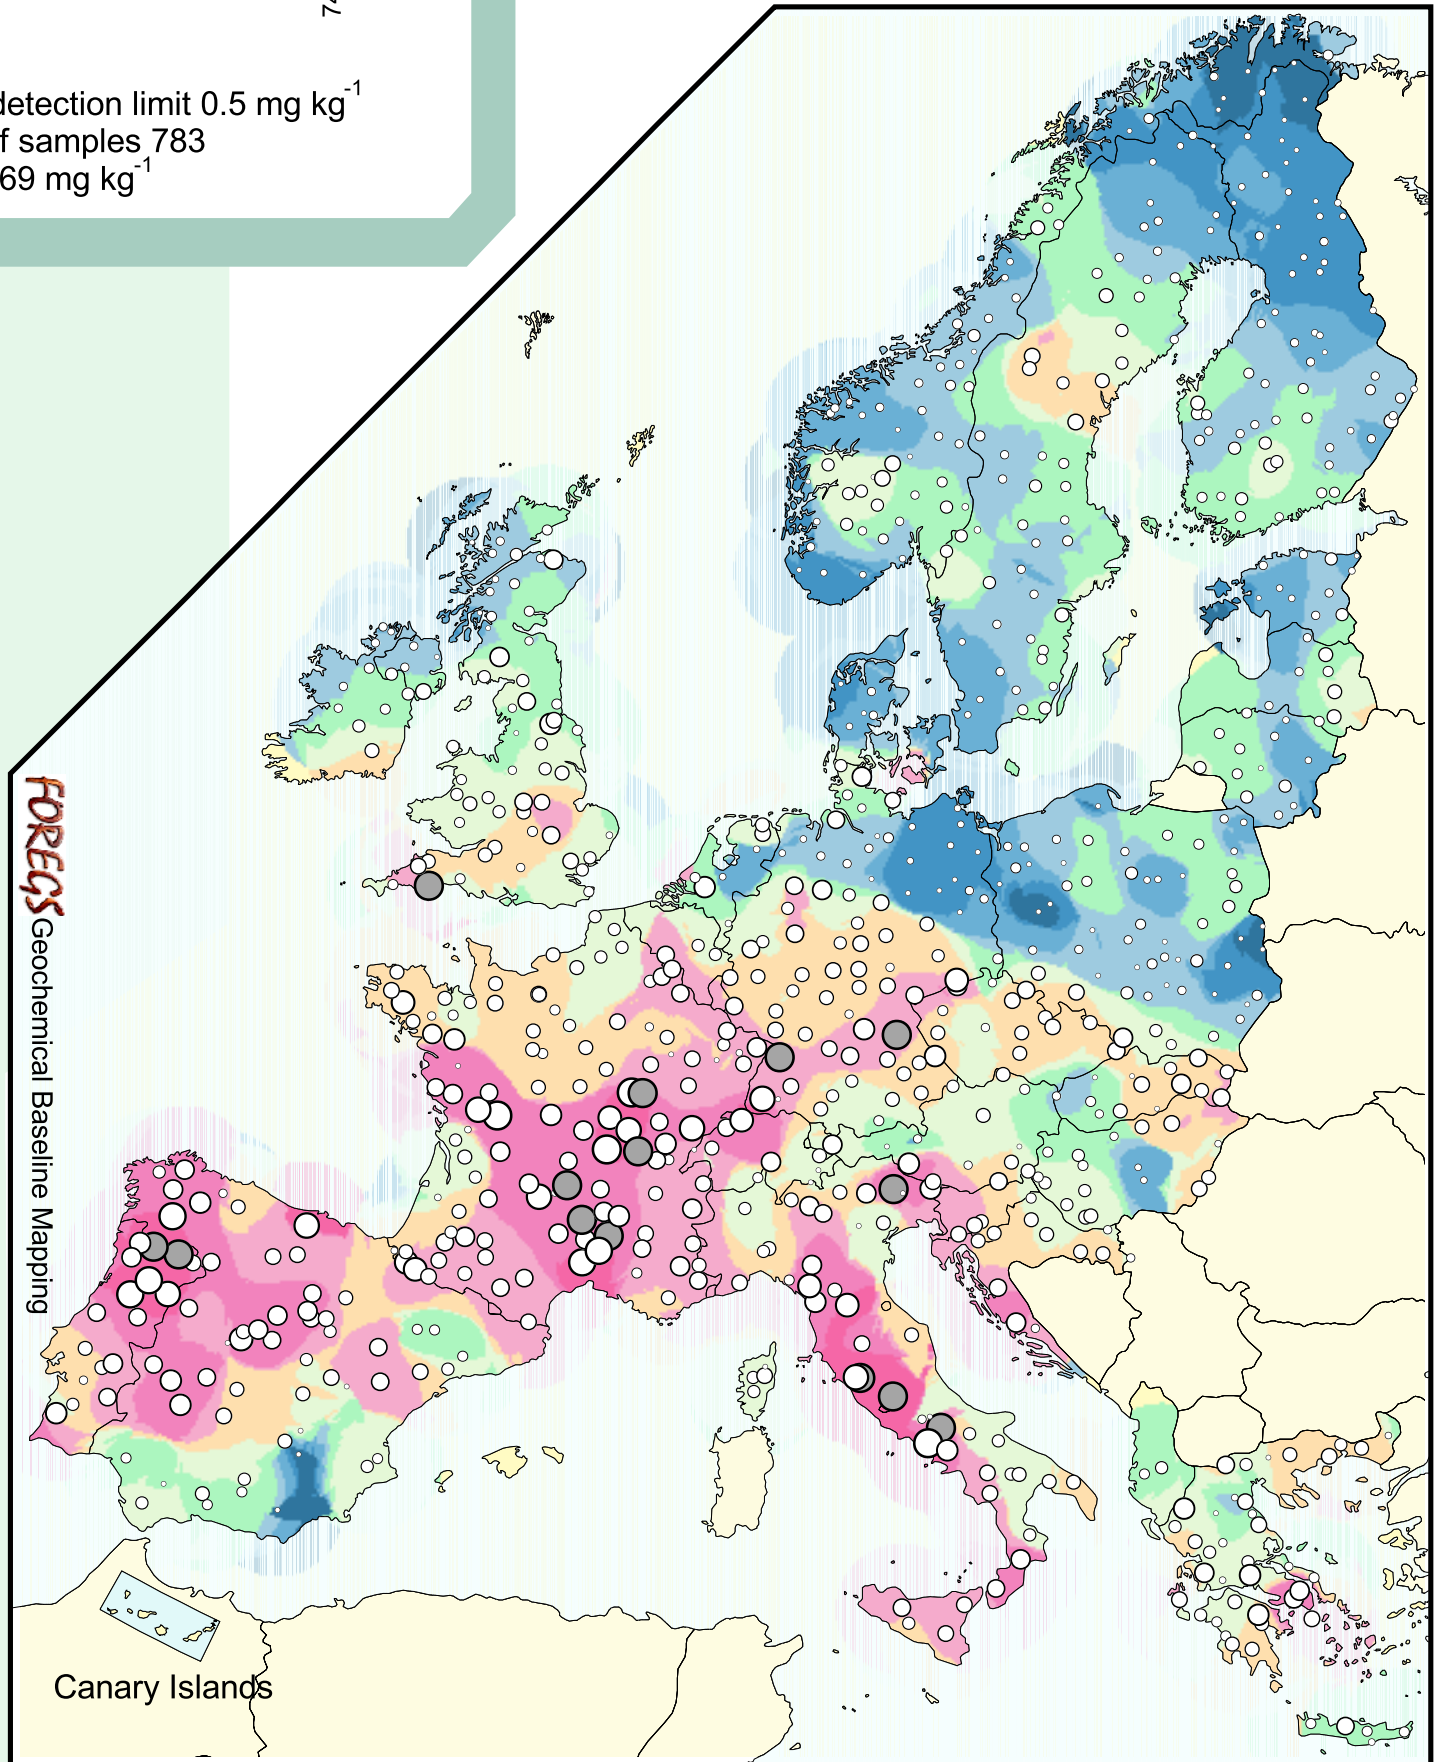 74
detection limit 0.5 mg kg-1
f samples 783
69 mg kg-1
FOREGS Geochemical Baseline Mapping
Canary Islands